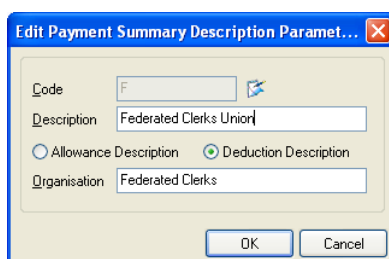 Edit Payment Summary Description Paramet...
Code F
Description Federated Clerks Union
Allowance Description Deduction Description
Organisation Federated Clerks
OK Cancel